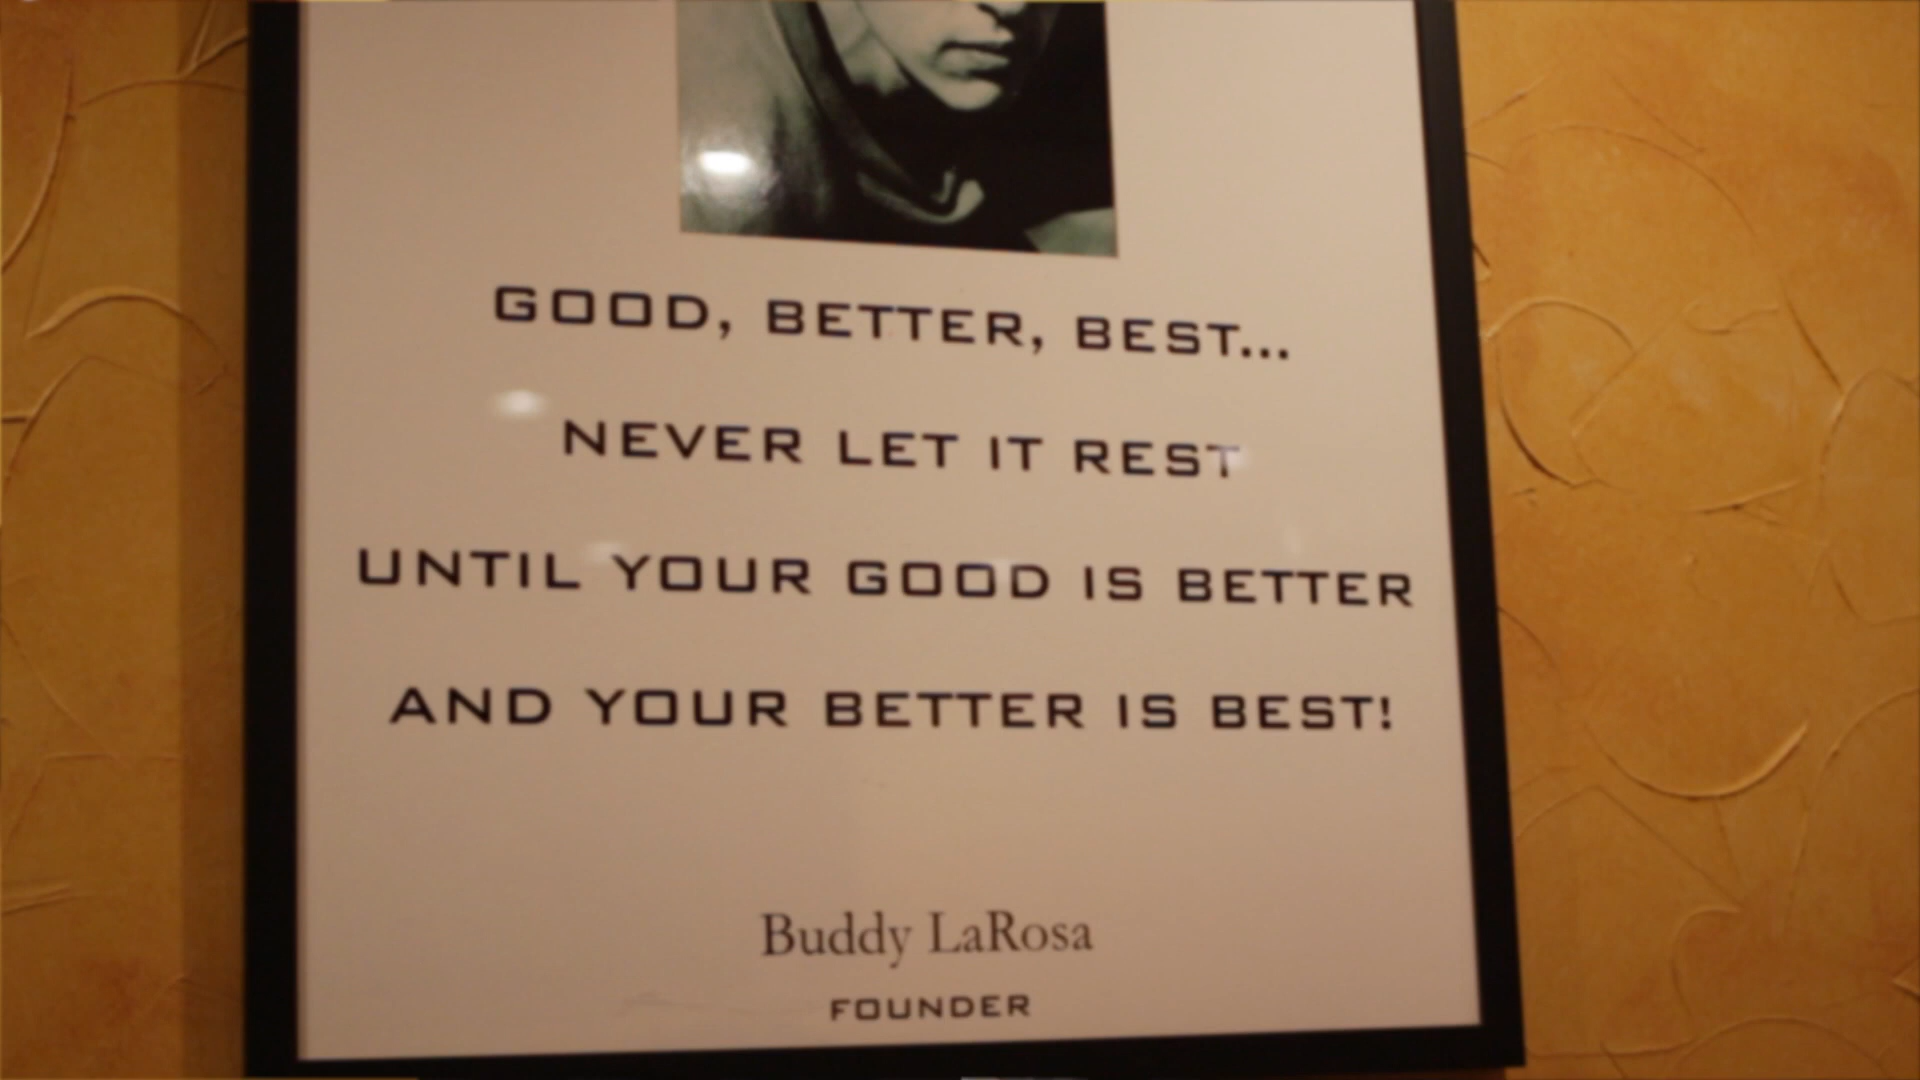 GOOD, BETTER, BEST...
NEVER LET IT REST
UNTIL YOUR GOOD IS BETTER
AND YOUR BETTER IS BEST!
Buddy LaRosa
FOUNDER